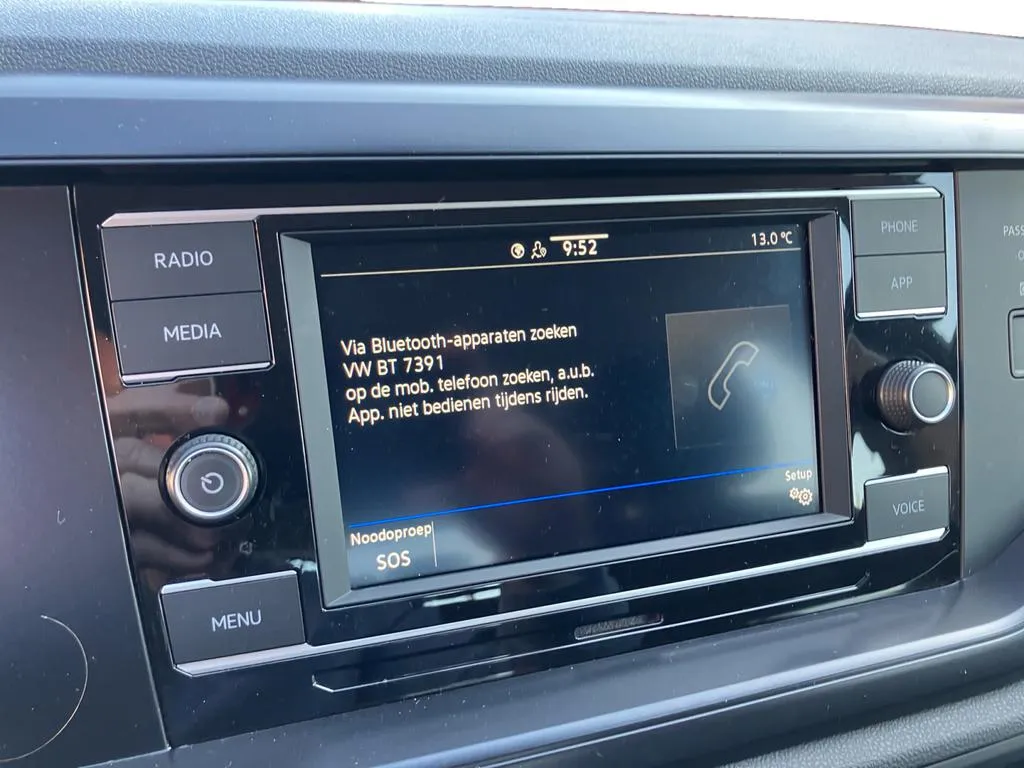 RADIO
MEDIA
MENU
9:52
13.0 °C
Via Bluetooth-apparaten zoeken
VW BT 7391
op de mob. telefoon zoeken, a.u.b.
App. niet bedienen tijdens rijden.
Setup
Noodoproep
SOS
PHONE
APP
VOICE